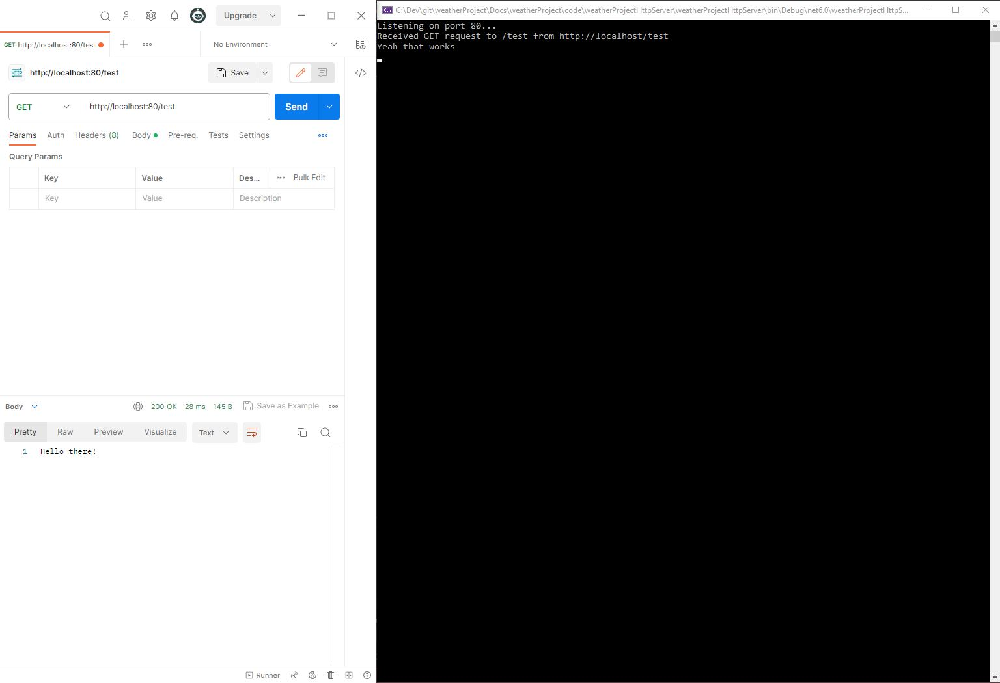 Upgrade
GET http://localhost:80/test
No Environment
HTTP http://localhost:80/test
Save
GET http://localhost:80/test Send
Params Auth Headers (8) Body Pre-req. Tests Settings
Query Params
Key Value Des... Bulk Edit
Key Value Description
Body 200 OK 28 ms 145 B Save as Example
Pretty Raw Preview Visualize Text
1 Hello there!
Runner
C:\Dev\git\weatherProject\Docs\weatherProject\code\weatherProjectHttpServer\weatherProjectHttpServer\bin\Debug\net6.0\weatherProjectHttpS...
Listening on port 80...
Received GET request to /test from http://localhost/test
Yeah that works